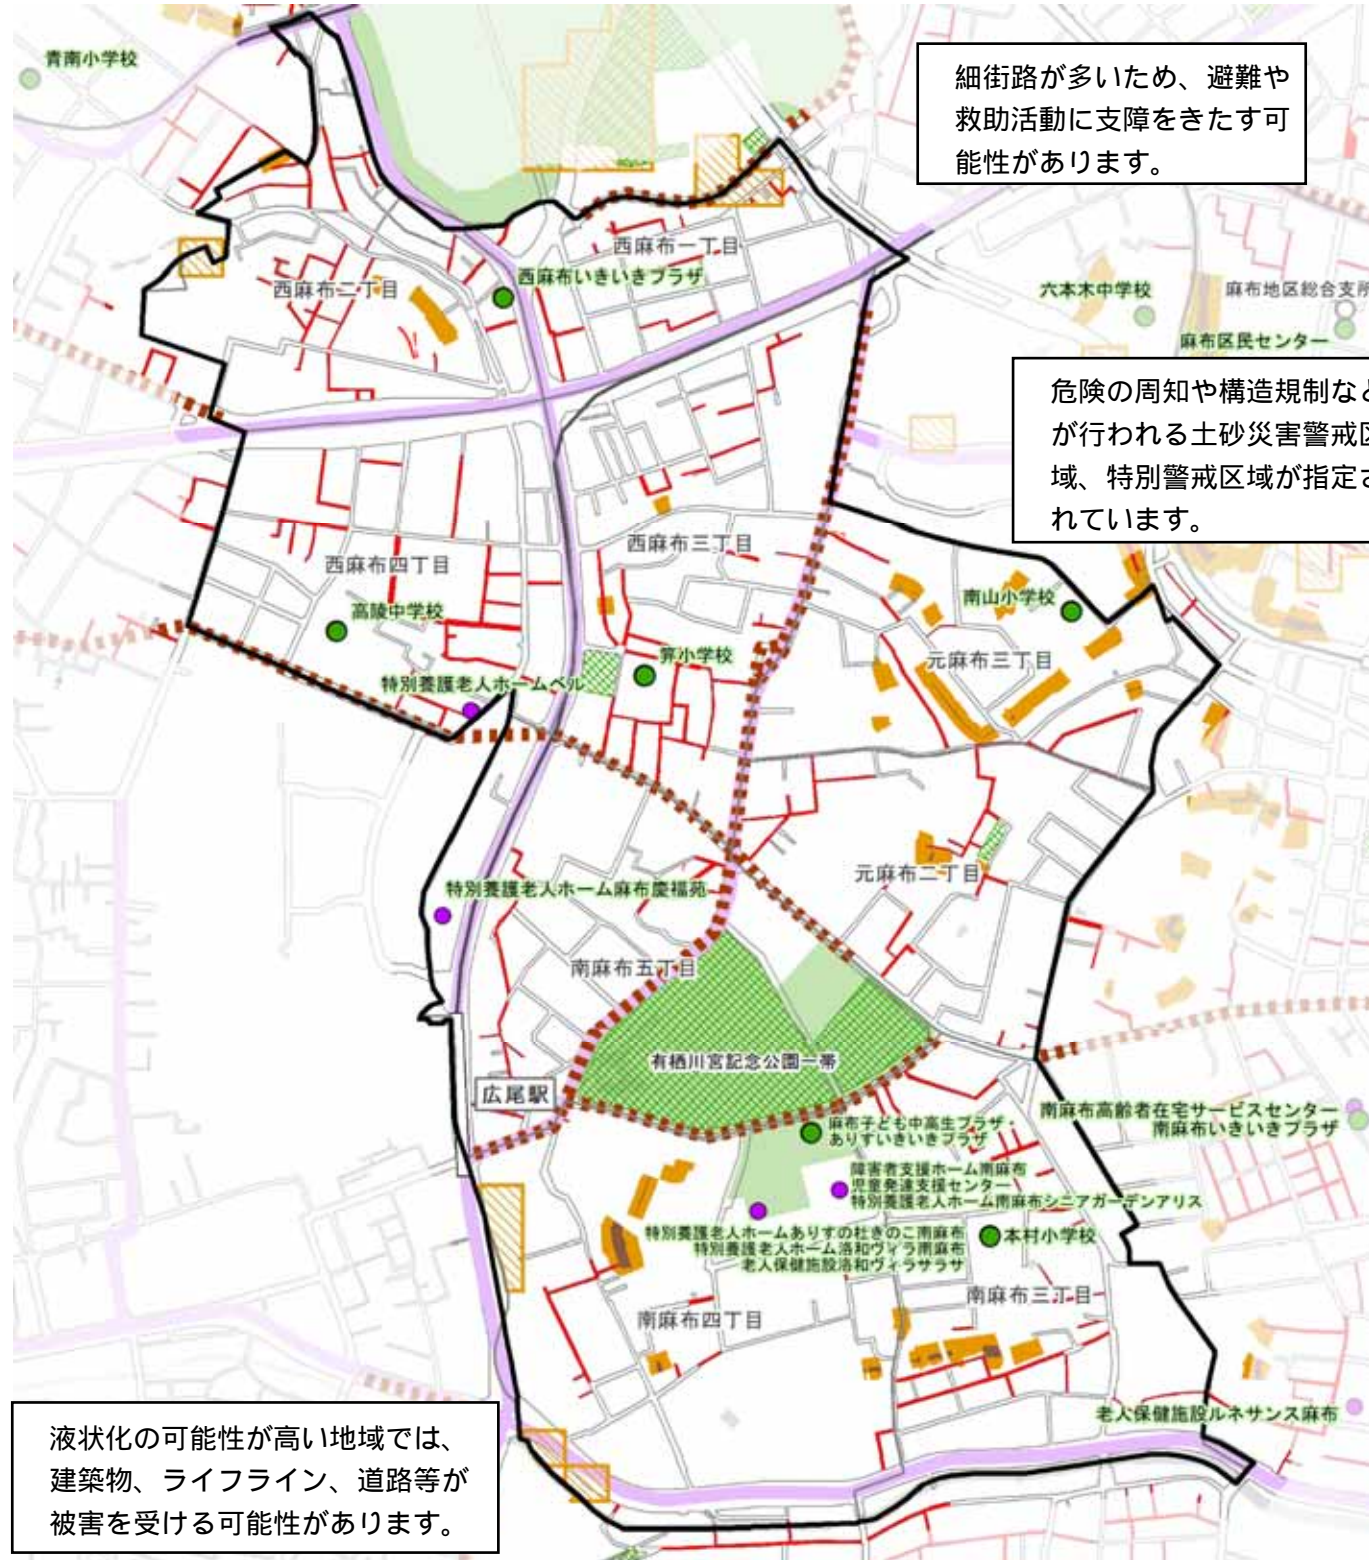 青南小学校
細街路が多いため、避難や
救助活動に支障をきたす可
能性があります。
西麻布一丁目
西麻布いきいきプラザ
西麻布二丁目
六本木中学校
麻布地区総合支所
麻布区民センター
危険の周知や構造規制など
が行われる土砂災害警戒区
域、特別警戒区域が指定さ
れています。
西麻布三丁目
西麻布四丁目
高陵中学校
南山小学校
笄小学校
元麻布三丁目
特別養護老人ホームベル
元麻布二丁目
特別養護老人ホーム麻布慶福苑
南麻布五丁目
有栖川宮記念公園一帯
広尾駅
麻布子ども中高生プラザ・
ありすいきいきプラザ
南麻布高齢者在宅サービスセンター
南麻布いきいきプラザ
障害者支援ホーム南麻布
児童発達支援センター
特別養護老人ホーム南麻布シニアガーデンアリス
特別養護老人ホームありすの杜きのこ南麻布
特別養護老人ホーム洛和ヴィラ南麻布
老人保健施設洛和ヴィラサラサ
本村小学校
南麻布三丁目
南麻布四丁目
老人保健施設ルネサンス麻布
液状化の可能性が高い地域では、
建築物、ライフライン、道路等が
被害を受ける可能性があります。